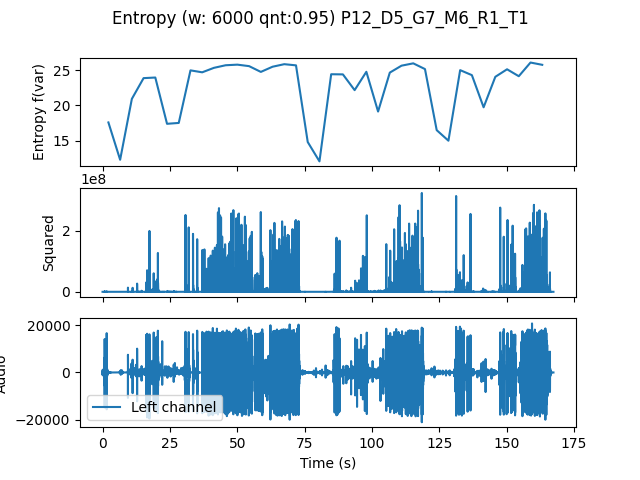 Entropy (w: 6000 qnt:0.95) P12_D5_G7_M6_R1_T1
Entropy f(var)
25
20
15
1e8
Squared
2
0
Audio
20000
0
−20000
Left channel
0
25
50
75
100
125
150
175
Time (s)